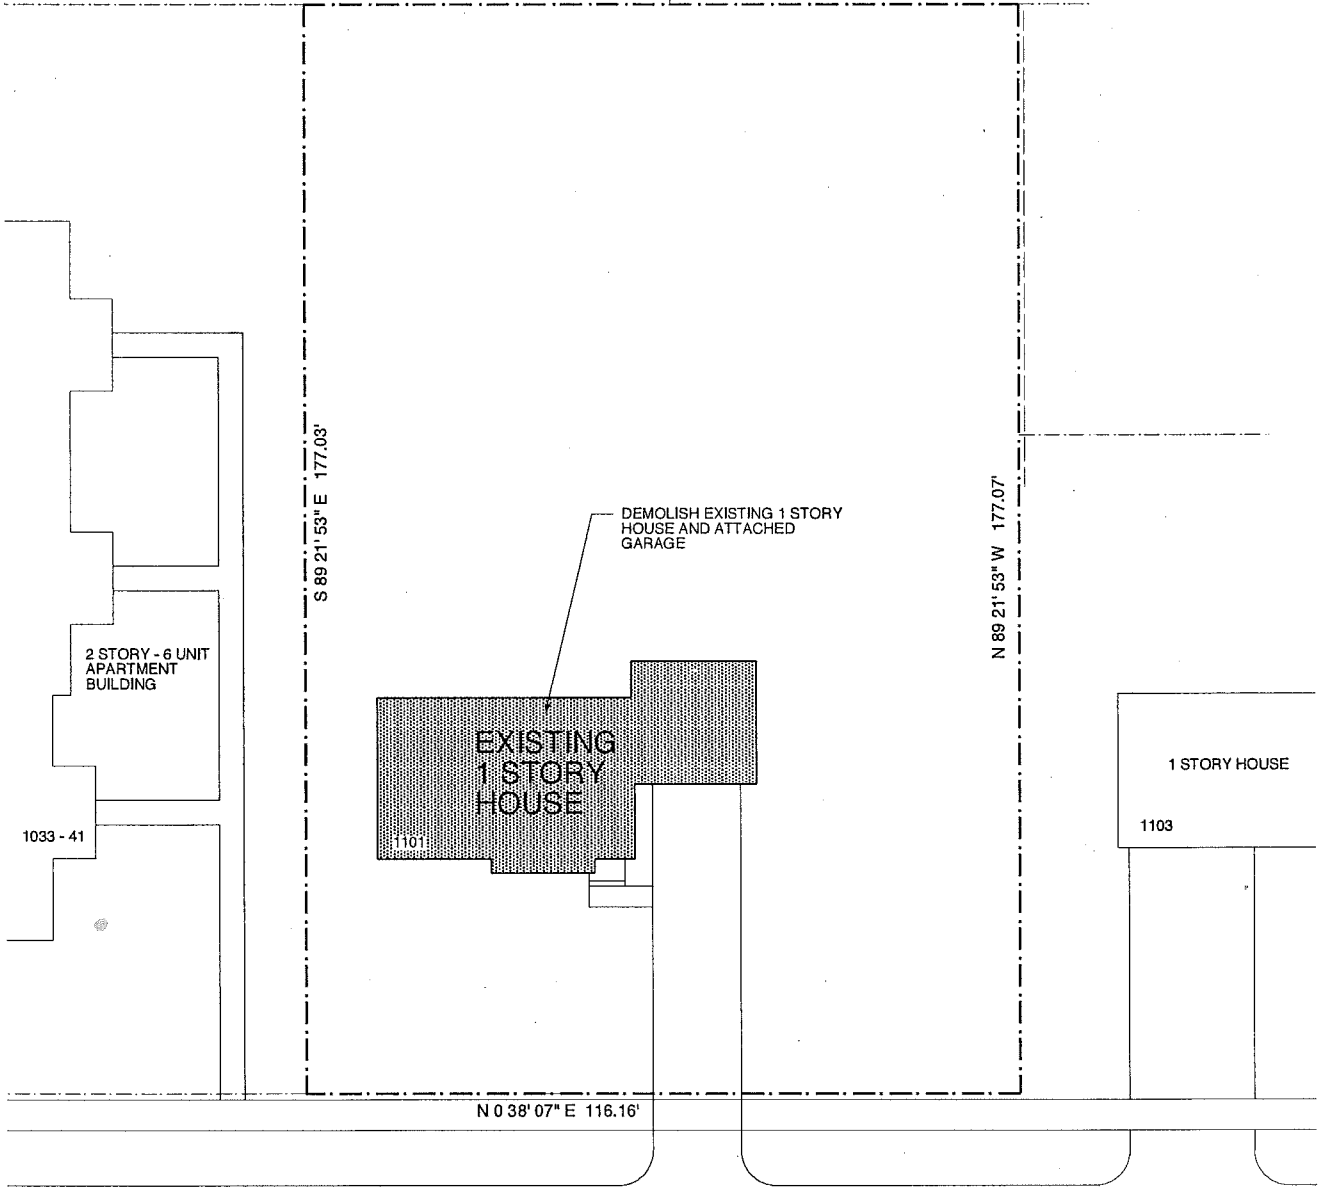 S 89 21' 53" E 177.03'
N 89 21' 53" W 177.07'
DEMOLISH EXISTING 1 STORY
HOUSE AND ATTACHED
GARAGE
2 STORY - 6 UNIT
APARTMENT
BUILDING
EXISTING
1 STORY
HOUSE
1101
1 STORY HOUSE
1103
1033 - 41
N 0 38' 07" E 116.16'